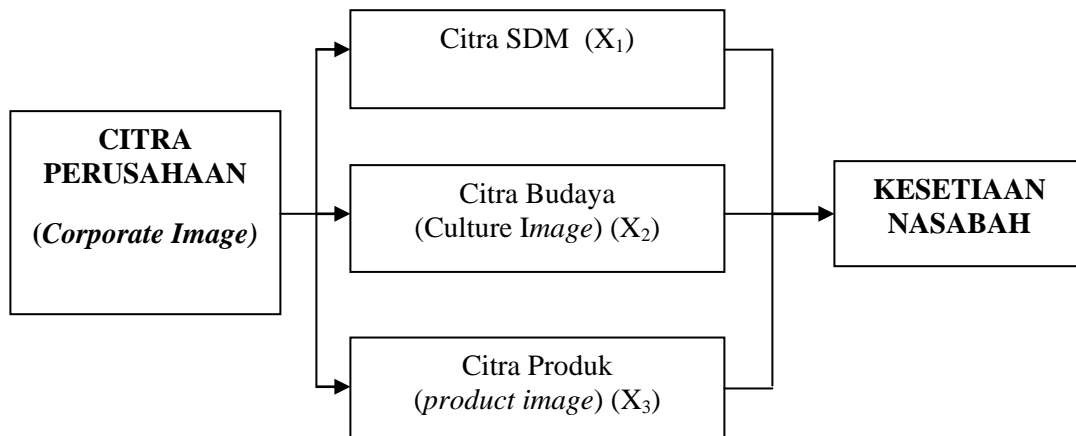 Citra SDM (X₁)
CITRA
PERUSAHAAN
(Corporate Image)
Citra Budaya
(Culture Image) (X₂)
KESETIAAN
NASABAH
Citra Produk
(product image) (X₃)